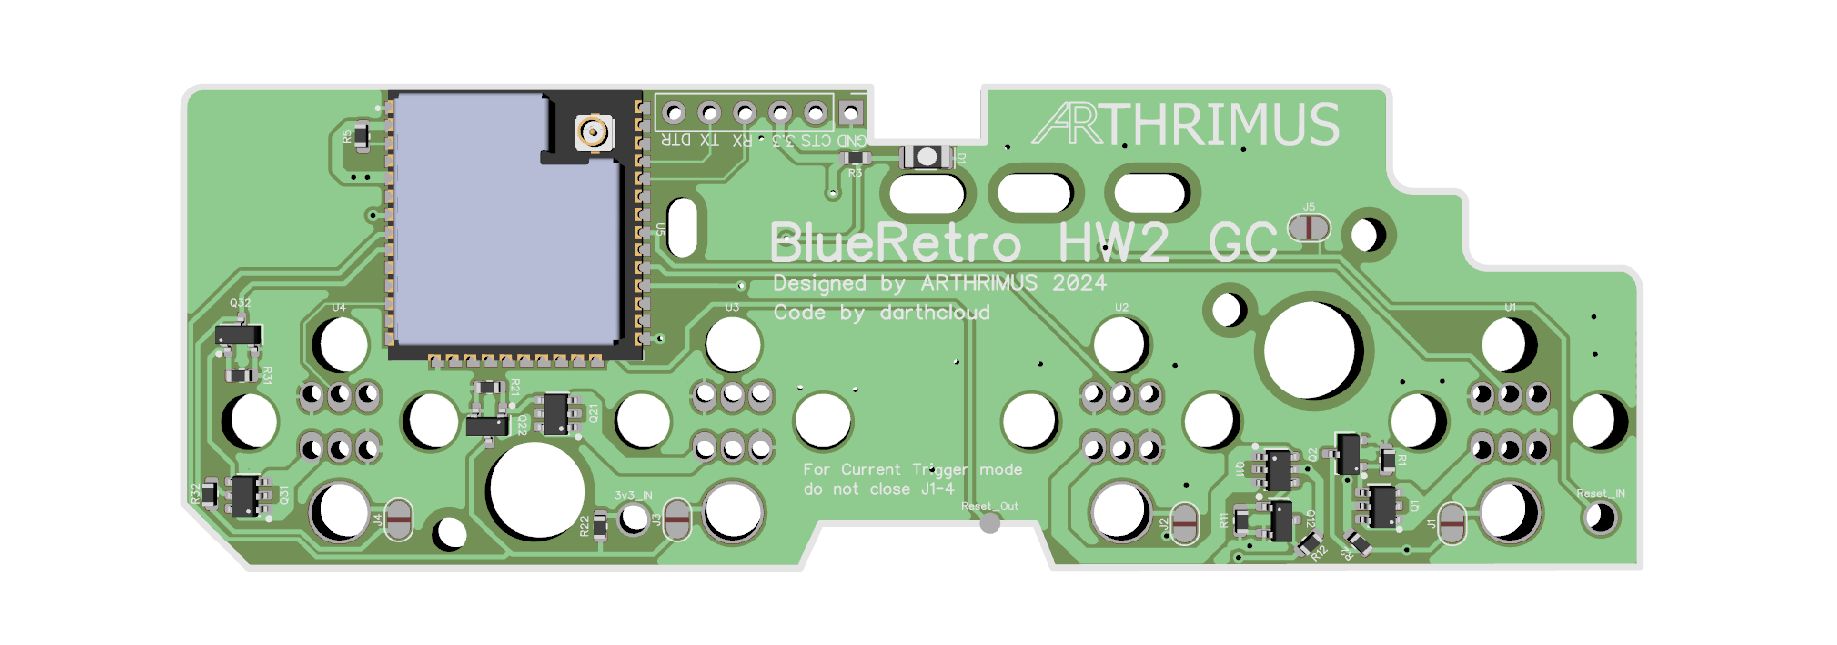 ARTHRIMUS
R5
DTR TX RX 3.3 CTS GND
R3
D1
U5
J5
BlueRetro HW2 GC
Designed by ARTHRIMUS 2024
Code by darthcloud
Q32
U4
U3
U2
U1
R31
R21
Q22
Q21
For Current Trigger mode
do not close J1-4
Q11
Q2
R1
R32
Q31
J4
3v3_IN
R22
J3
Reset_Out
J2
R11
Q12
R12
Q1
J1
Reset_IN